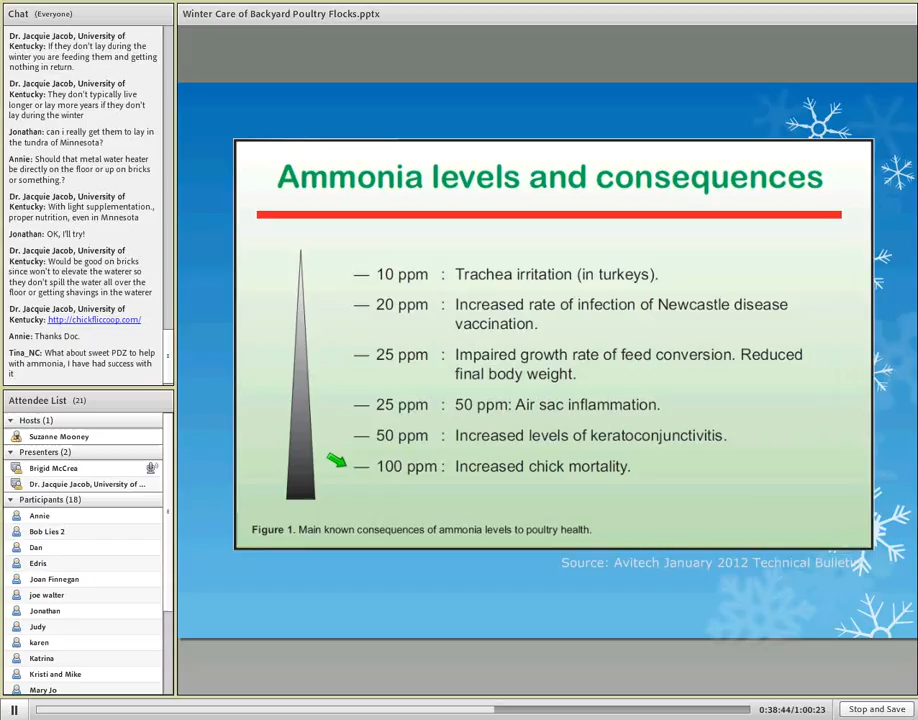 Chat (Everyone)
Dr. Jacquie Jacob, University of
Kentucky: If they don't lay during the
winter you are feeding them and getting
nothing in return.
Dr. Jacquie Jacob, University of
Kentucky: They don't typically live
longer or lay more years if they don't
lay during the winter
Jonathan: can i really get them to lay in
the tundra of Minnesota?
Annie: Should that metal water heater
be directly on the floor or up on bricks
or something.?
Dr. Jacquie Jacob, University of
Kentucky: With light supplementation.,
proper nutrition, even in Mnnesota
Jonathan: OK, I'll try!
Dr. Jacquie Jacob, University of
Kentucky: Would be good on bricks
since won't to elevate the waterer so
they don't spill the water all over the
floor or getting shavings in the waterer
Dr. Jacquie Jacob, University of
Kentucky: http://chickfliccoop.com/
Annie: Thanks Doc.
Tina_NC: What about sweet PDZ to help
with ammonia, I have had success with
it
Attendee List (21)
Hosts (1)
Suzanne Mooney
Presenters (2)
Brigid McCrea
Dr. Jacquie Jacob, University of ...
Participants (18)
Annie
Bob Lies 2
Dan
Edris
Joan Finnegan
joe walter
Jonathan
Judy
karen
Katrina
Kristi and Mike
Mary Jo
Winter Care of Backyard Poultry Flocks.pptx
Ammonia levels and consequences
— 10 ppm : Trachea irritation (in turkeys).
— 20 ppm : Increased rate of infection of Newcastle disease
vaccination.
— 25 ppm : Impaired growth rate of feed conversion. Reduced
final body weight.
— 25 ppm : 50 ppm: Air sac inflammation.
— 50 ppm : Increased levels of keratoconjunctivitis.
— 100 ppm : Increased chick mortality.
Figure 1. Main known consequences of ammonia levels to poultry health.
Source: Avitech January 2012 Technical Bulleti
0:38:44/1:00:23
Stop and Save